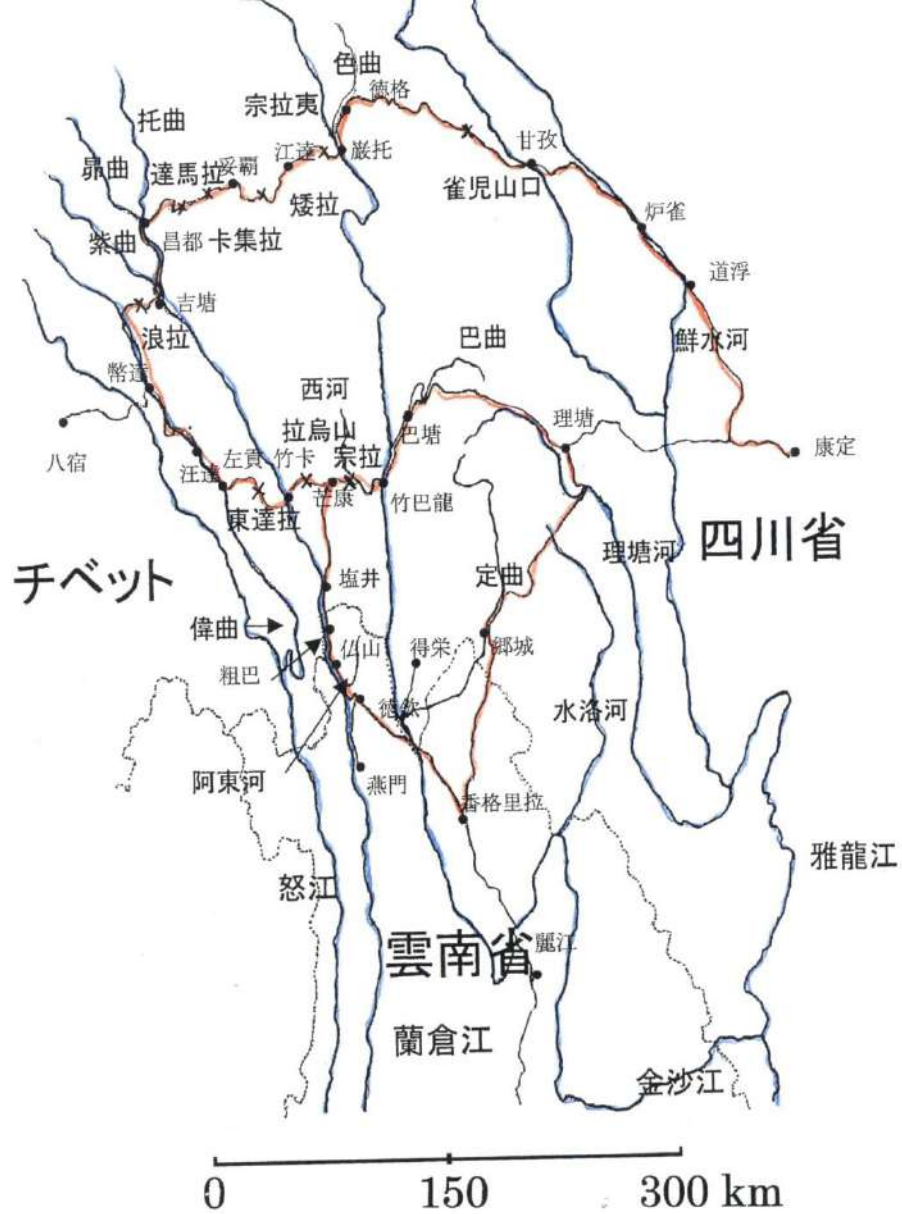 色曲
徳格
宗拉夷
托曲
江達
巌托
甘孜
昴曲
達馬拉
妥覇
雀児山口
矮拉
炉雀
紫曲
昌都
卡集拉
道浮
吉塘
浪拉
巴曲
鮮水河
幣達
西河
拉烏山
巴塘
理塘
八宿
汪達
左貢
竹卡
宗拉
康定
芒康
竹巴龍
東達拉
四川省
理塘河
チベット
塩井
定曲
偉曲
仏山
得栄
郷城
粗巴
徳欽
水洛河
阿東河
燕門
香格里拉
雅龍江
怒江
雲南省
麗江
蘭倉江
金沙江
0
150
300 km